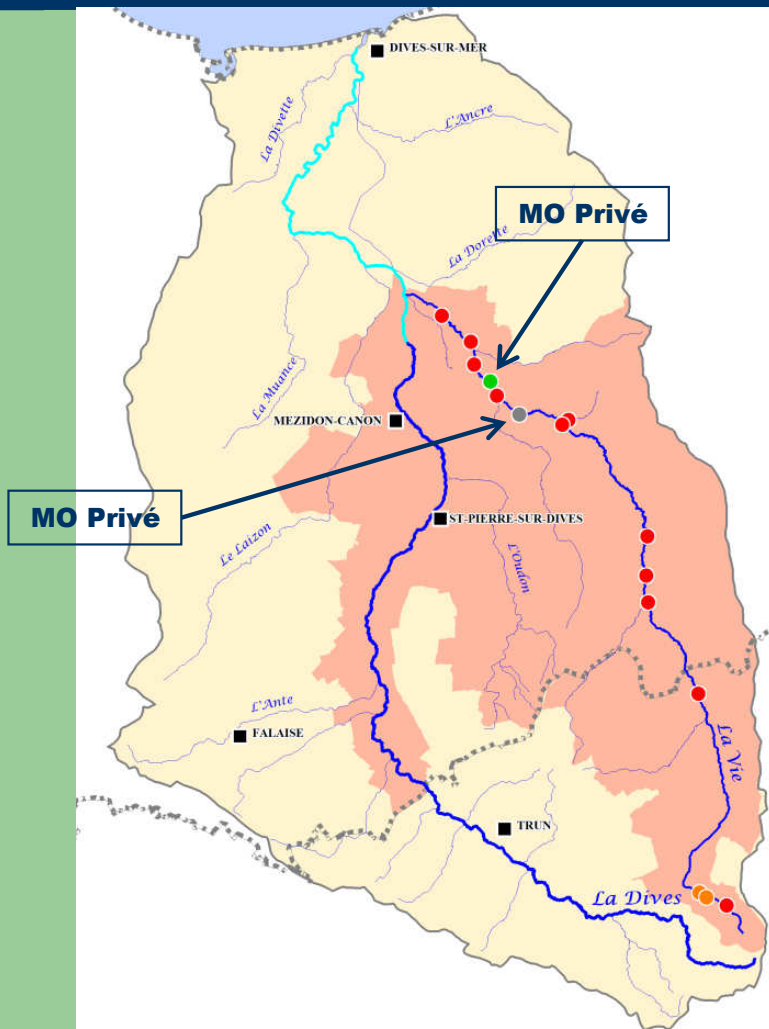 DIVES-SUR-MER
La Divette
L'Ancre
MO Privé
La Dorette
La Muance
MEZIDON-CANON
MO Privé
ST-PIERRE-SUR-DIVES
Le Laizon
L'Oudon
L'Ante
FALAISE
La Vie
TRUN
La Dives